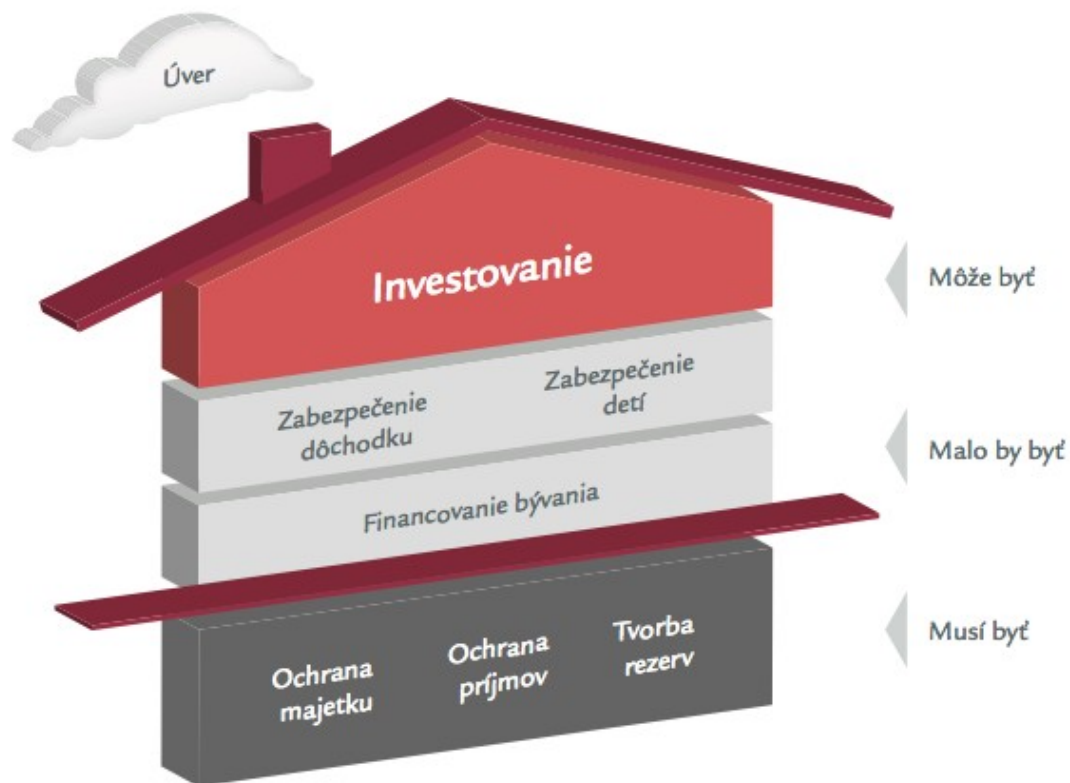 Úver
Investovanie
Môže byť
Zabezpečenie
dôchodku
Zabezpečenie
detí
Malo by byť
Financovanie bývania
Ochrana
majetku
Ochrana
príjmov
Tvorba
rezerv
Musí byť